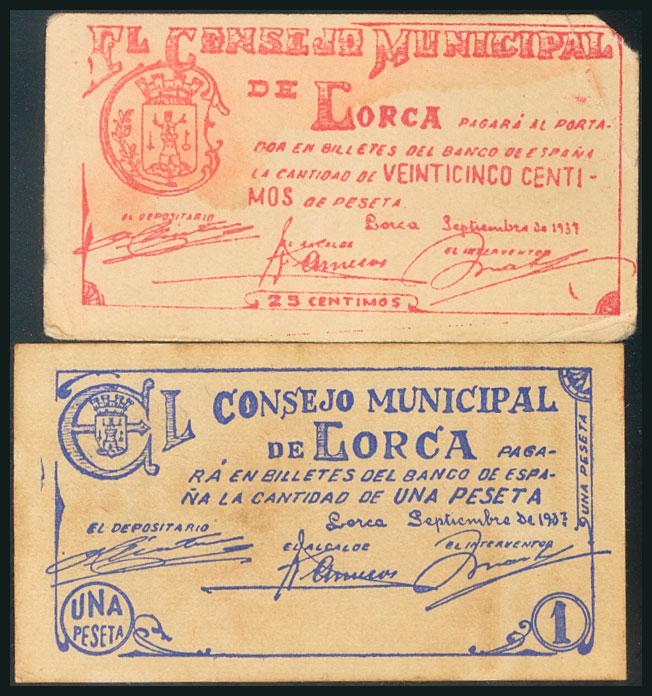 EL CONSEJO MUNICIPAL
DE LORCA PAGARÁ AL PORTA-
DOR EN BILLETES DEL BANCO DE ESPAÑA
LA CANTIDAD DE VEINTICINCO CENTI-
MOS DE PESETA.
Lorca Septiembre de 1937
EL DEPOSITARIO
EL ALCALDE
EL INTERVENTOR
25 CENTIMOS
EL CONSEJO MUNICIPAL
DE LORCA PAGA-
RÁ EN BILLETES DEL BANCO DE ESPA-
ÑA LA CANTIDAD DE UNA PESETA
Lorca Septiembre de 1937
EL DEPOSITARIO
EL ALCALDE
EL INTERVENTOR
UNA PESETA
UNA
PESETA
1